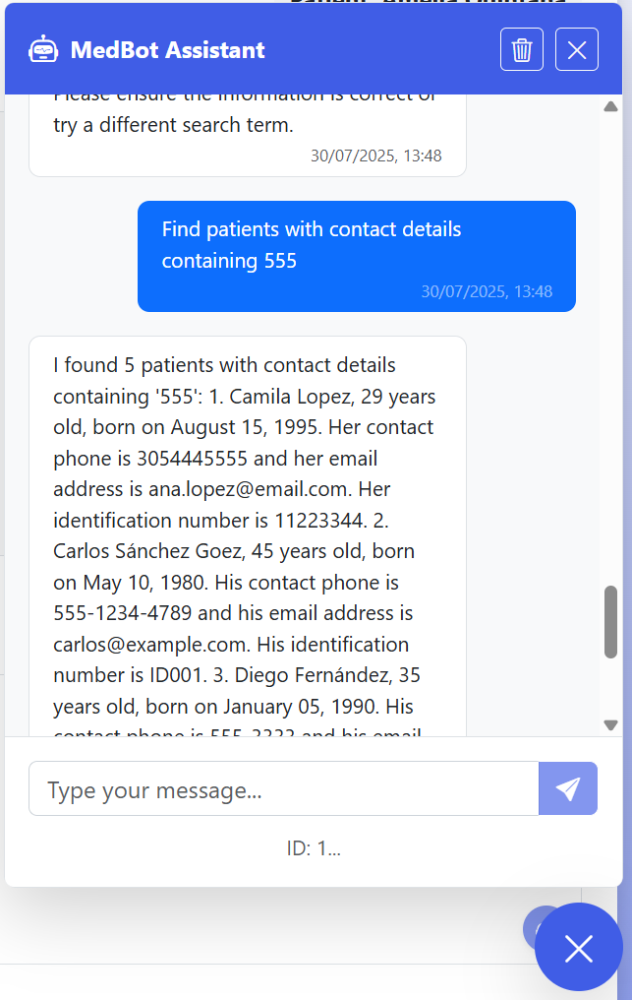 MedBot Assistant
Please ensure the information is correct or
try a different search term.
30/07/2025, 13:48
Find patients with contact details
containing 555
30/07/2025, 13:48
I found 5 patients with contact details
containing '555': 1. Camila Lopez, 29 years
old, born on August 15, 1995. Her contact
phone is 3054445555 and her email
address is ana.lopez@email.com. Her
identification number is 11223344. 2.
Carlos Sánchez Goez, 45 years old, born
on May 10, 1980. His contact phone is
555-1234-4789 and his email address is
carlos@example.com. His identification
number is ID001. 3. Diego Fernández, 35
years old, born on January 05, 1990. His
contact phone is 555-3333 and his email
Type your message...
ID: 1...